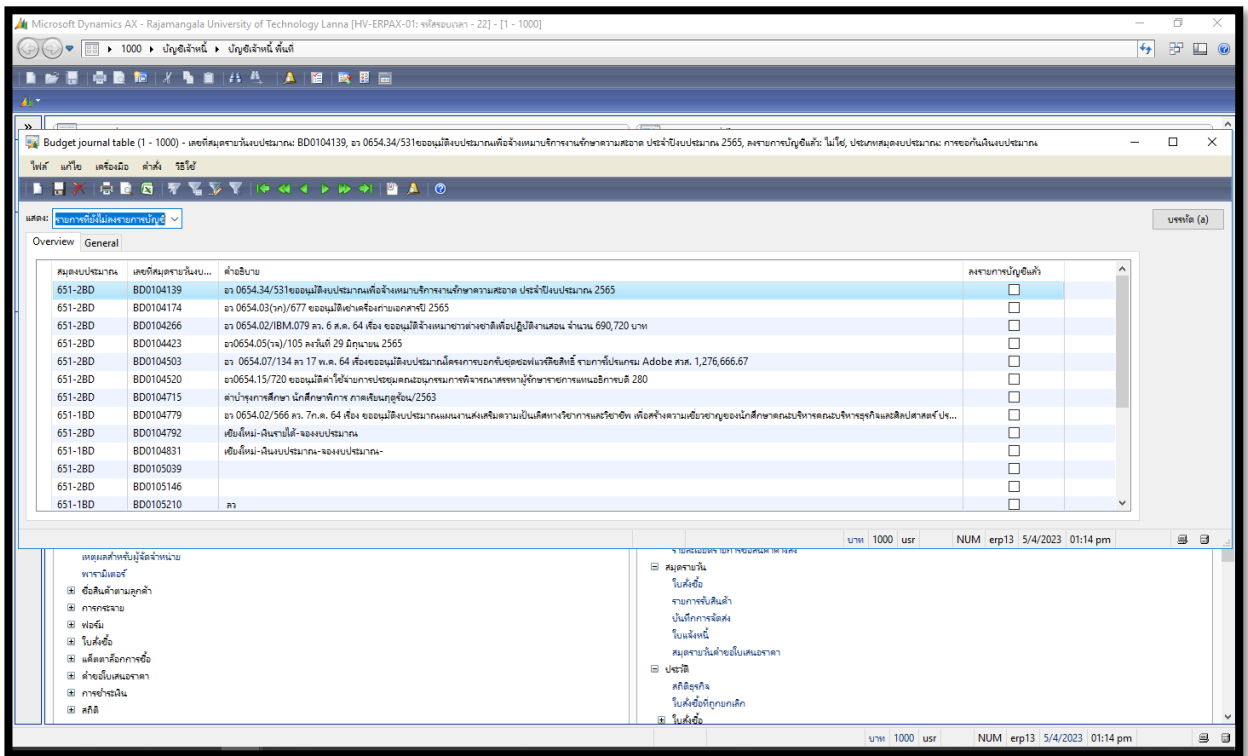 Microsoft Dynamics AX - Rajamangala University of Technology Lanna [HV-ERPAX-01: รหัสรอบเวลา - 22] - [1 - 1000]
1000 บัญชีเจ้าหนี้ บัญชีเจ้าหนี้ พื้นที่
Budget journal table (1 - 1000) - เลขที่สมุดรายวันงบประมาณ: BD0104139, อว 0654.34/531ขออนุมัติงบประมาณเพื่อจ้างเหมาบริการงานรักษาความสะอาด ประจำปีงบประมาณ 2565, ลงรายการบัญชีแล้ว: ไม่ใช่, ประเภทสมุดงบประมาณ: การขอกันเงินงบประมาณ
ไฟล์ แก้ไข เครื่องมือ คำสั่ง วิธีใช้
แสดง: รายการที่ยังไม่ลงรายการบัญชี บรรทัด (a)
Overview General
สมุดงบประมาณ เลขที่สมุดรายวันงบ... คำอธิบาย ลงรายการบัญชีแล้ว
651-2BD BD0104139 อว 0654.34/531ขออนุมัติงบประมาณเพื่อจ้างเหมาบริการงานรักษาความสะอาด ประจำปีงบประมาณ 2565
651-2BD BD0104174 อว 0654.03(วก)/677 ขออนุมัติเช่าเครื่องถ่ายเอกสารปี 2565
651-2BD BD0104266 อว 0654.02/IBM.079 ลว. 6 ส.ค. 64 เรื่อง ขออนุมัติจ้างเหมาชาวต่างชาติเพื่อปฏิบัติงานสอน จำนวน 690,720 บาท
651-2BD BD0104423 อว0654.05(วจ)/105 ลงวันที่ 29 มิถุนายน 2565
651-2BD BD0104503 อว 0654.07/134 ลว 17 พ.ค. 64 เรื่องขออนุมัติงบประมาณโครงการบอกรับชุดซอฟแวร์ลิขสิทธิ์ รายการโปรแกรม Adobe สวส. 1,276,666.67
651-2BD BD0104520 อว0654.15/720 ขออนุมัติค่าใช้จ่ายการประชุมคณะอนุกรรมการพิจารณาสรรหาผู้รักษาราชการแทนอธิการบดี 280
651-2BD BD0104715 ค่าบำรุงการศึกษา นักศึกษาพิการ ภาคเรียนฤดูร้อน/2563
651-1BD BD0104779 อว 0654.02/566 ลว. 7ก.ค. 64 เรื่อง ขออนุมัติงบประมาณแผนงานส่งเสริมความเป็นเลิศทางวิชาการและวิชาชีพ เพื่อสร้างความเชี่ยวชาญของนักศึกษาคณะบริหารคณะบริหารธุรกิจและศิลปศาสตร์ ปร...
651-2BD BD0104792 เชียงใหม่-เงินรายได้-จองงบประมาณ
651-1BD BD0104831 เชียงใหม่-เงินงบประมาณ-จองงบประมาณ-
651-2BD BD0105039
651-2BD BD0105146
651-1BD BD0105210 ลว
บาท 1000 usr NUM erp13 5/4/2023 01:14 pm
เหตุผลสำหรับผู้จัดจำหน่าย
พารามิเตอร์
ชื่อสินค้าตามลูกค้า
การกระจาย
ฟอร์ม
ใบสั่งซื้อ
แค็ตตาล็อกการซื้อ
คำขอใบเสนอราคา
การชำระเงิน
สถิติ
รายละเอียดรายการซื้อสินค้าค้างส่ง
สมุดรายวัน
ใบสั่งซื้อ
รายการรับสินค้า
บันทึกการจัดส่ง
ใบแจ้งหนี้
สมุดรายวันคำขอใบเสนอราคา
ประวัติ
สถิติธุรกิจ
ใบสั่งซื้อที่ถูกยกเลิก
ใบสั่งซื้อ
บาท 1000 usr NUM erp13 5/4/2023 01:14 pm